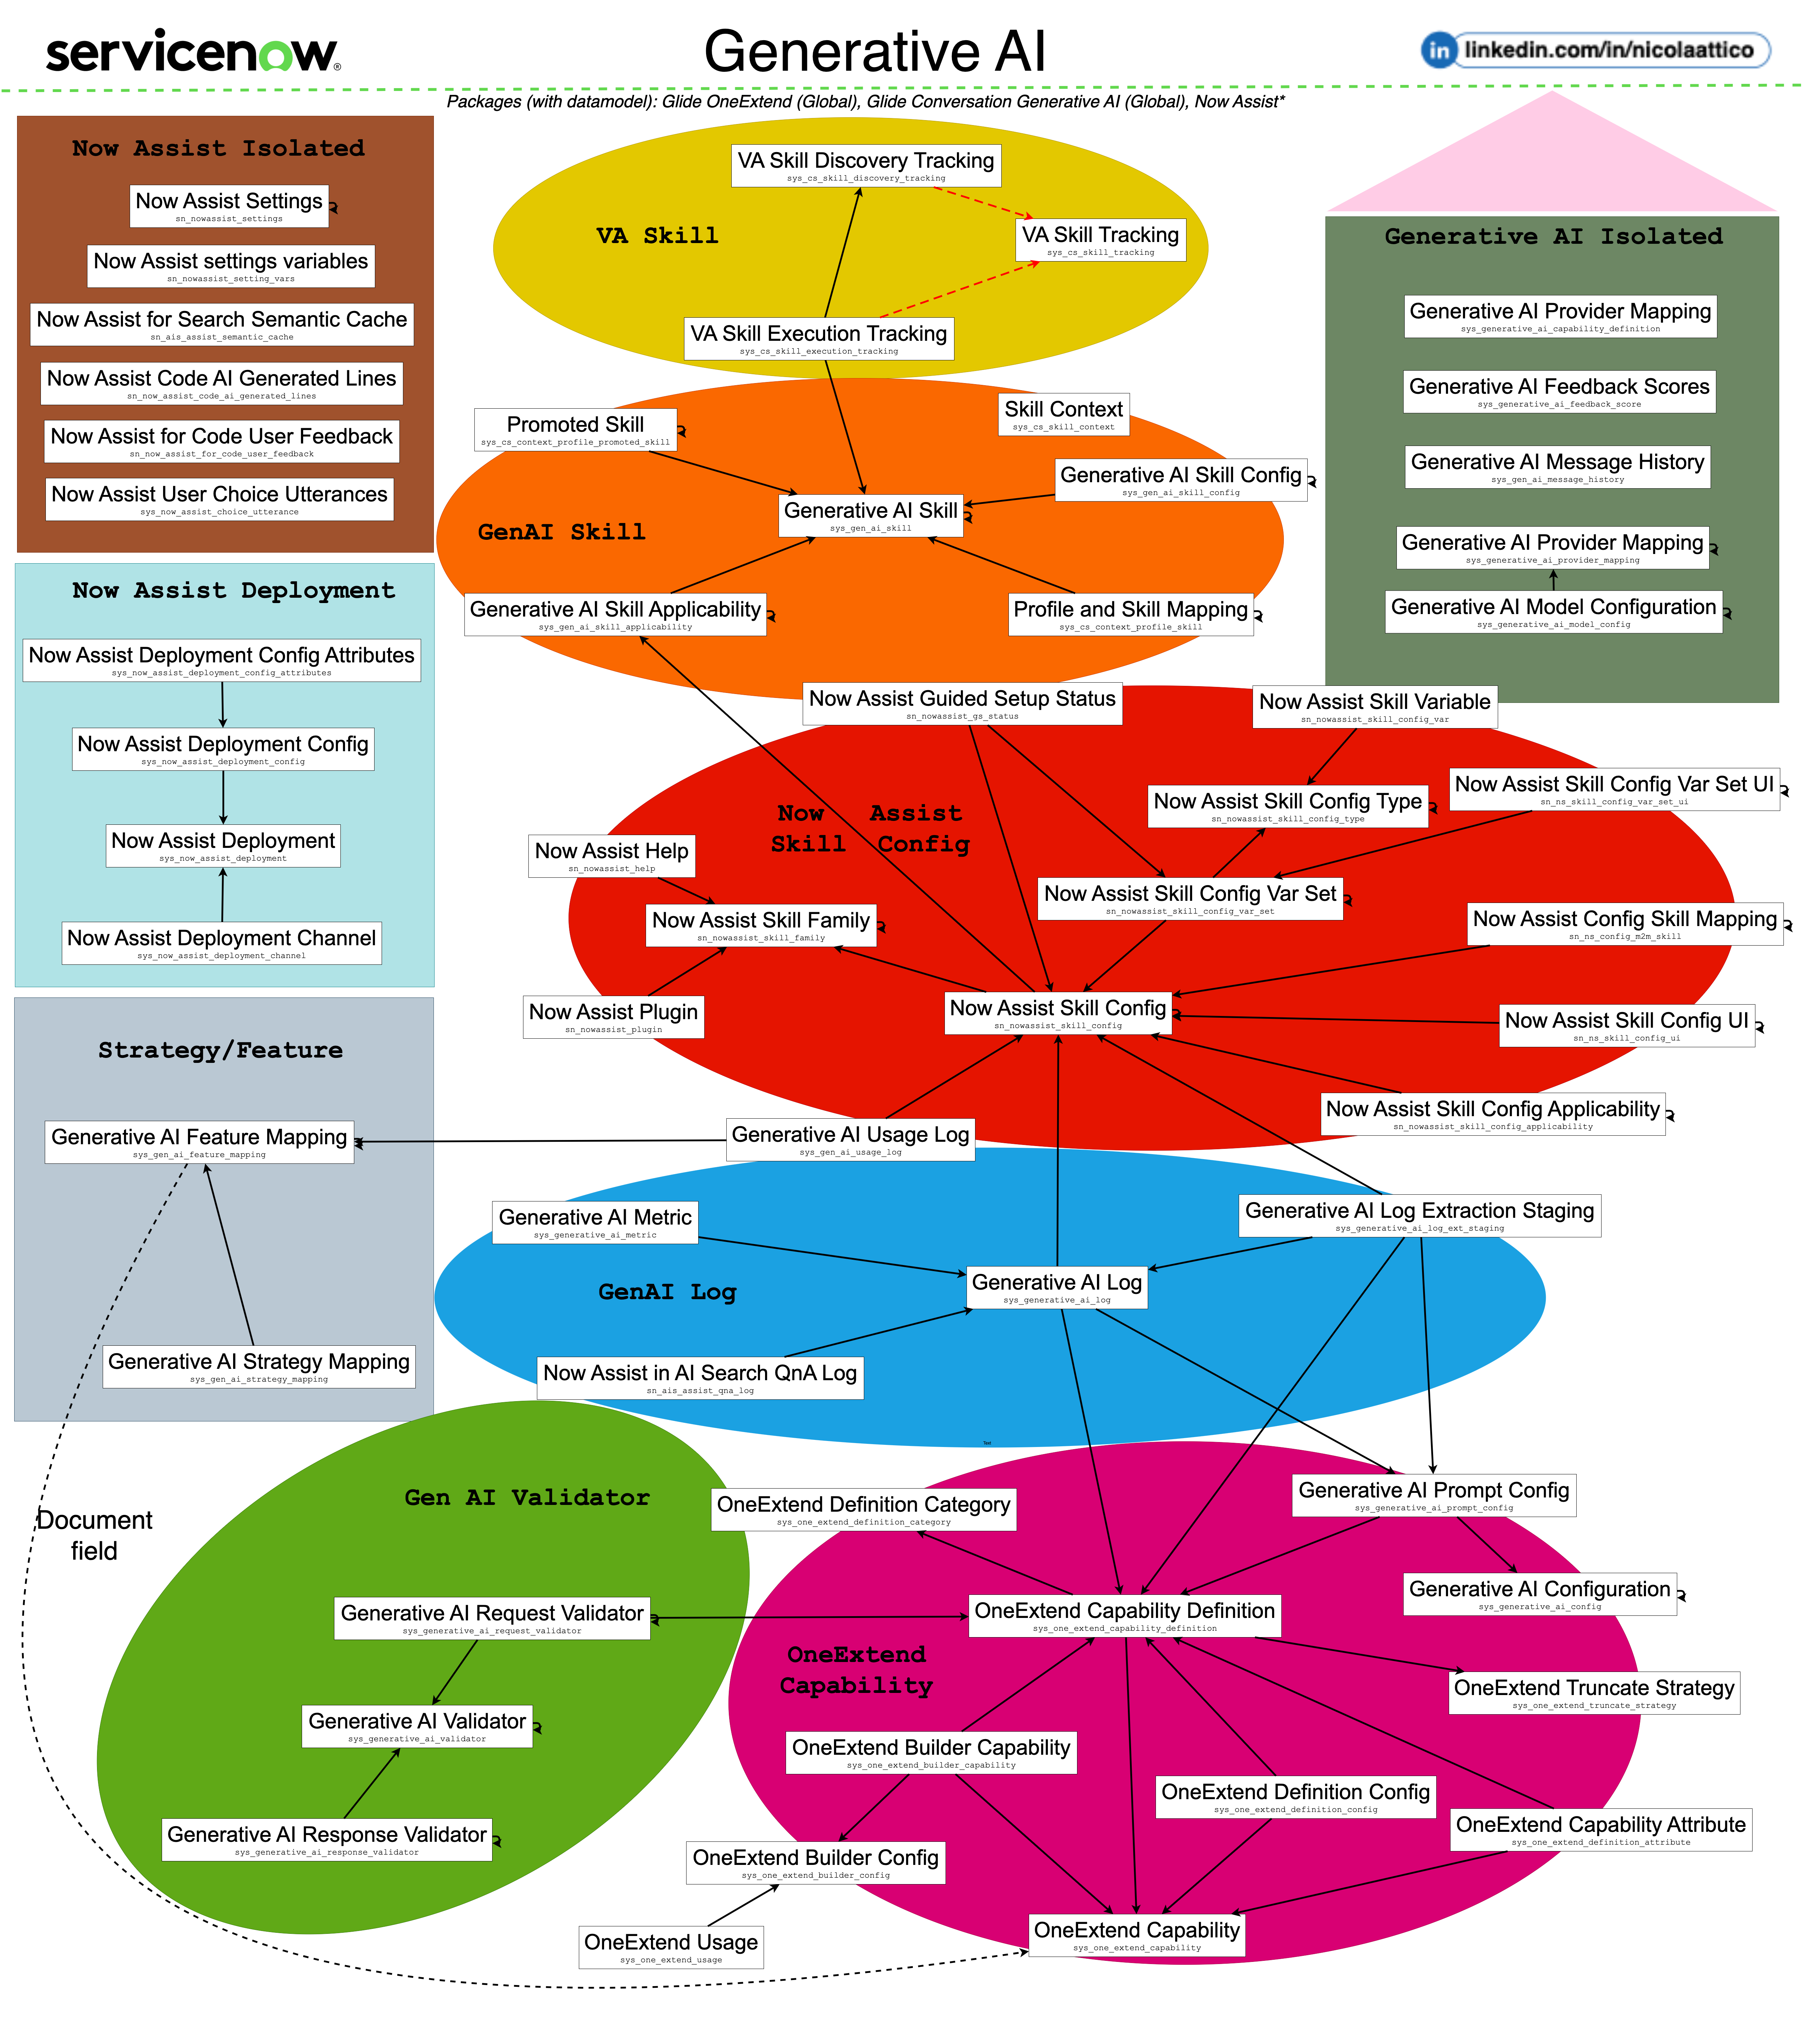 servicenow®
Generative AI
in linkedin.com/in/nicolaattico
Packages (with datamodel): Glide OneExtend (Global), Glide Conversation Generative AI (Global), Now Assist*
Now Assist Isolated
Now Assist Settings
sn_nowassist_settings
Now Assist settings variables
sn_nowassist_setting_vars
Now Assist for Search Semantic Cache
sn_ais_assist_semantic_cache
Now Assist Code AI Generated Lines
sn_now_assist_code_ai_generated_lines
Now Assist for Code User Feedback
sn_now_assist_for_code_user_feedback
Now Assist User Choice Utterances
sys_now_assist_choice_utterance
VA Skill
VA Skill Discovery Tracking
sys_cs_skill_discovery_tracking
VA Skill Tracking
sys_cs_skill_tracking
VA Skill Execution Tracking
sys_cs_skill_execution_tracking
Generative AI Isolated
Generative AI Provider Mapping
sys_generative_ai_capability_definition
Generative AI Feedback Scores
sys_generative_ai_feedback_score
Generative AI Message History
sys_gen_ai_message_history
Generative AI Provider Mapping
sys_generative_ai_provider_mapping
Generative AI Model Configuration
sys_generative_ai_model_config
GenAI Skill
Promoted Skill
sys_cs_context_profile_promoted_skill
Skill Context
sys_cs_skill_context
Generative AI Skill Config
sys_gen_ai_skill_config
Generative AI Skill
sys_gen_ai_skill
Generative AI Skill Applicability
sys_gen_ai_skill_applicability
Profile and Skill Mapping
sys_cs_context_profile_skill
Now Assist Deployment
Now Assist Deployment Config Attributes
sys_now_assist_deployment_config_attributes
Now Assist Deployment Config
sys_now_assist_deployment_config
Now Assist Deployment
sys_now_assist_deployment
Now Assist Deployment Channel
sys_now_assist_deployment_channel
Now Assist
Skill Config
Now Assist Guided Setup Status
sn_nowassist_gs_status
Now Assist Skill Variable
sn_nowassist_skill_config_var
Now Assist Skill Config Type
sn_nowassist_skill_config_type
Now Assist Skill Config Var Set UI
sn_ns_skill_config_var_set_ui
Now Assist Help
sn_nowassist_help
Now Assist Skill Config Var Set
sn_nowassist_skill_config_var_set
Now Assist Skill Family
sn_nowassist_skill_family
Now Assist Config Skill Mapping
sn_ns_config_m2m_skill
Now Assist Plugin
sn_nowassist_plugin
Now Assist Skill Config
sn_nowassist_skill_config
Now Assist Skill Config UI
sn_ns_skill_config_ui
Now Assist Skill Config Applicability
sn_nowassist_skill_config_applicability
Generative AI Usage Log
sys_gen_ai_usage_log
Strategy/Feature
Generative AI Feature Mapping
sys_gen_ai_feature_mapping
Generative AI Strategy Mapping
sys_gen_ai_strategy_mapping
Document
field
GenAI Log
Generative AI Metric
sys_generative_ai_metric
Generative AI Log Extraction Staging
sys_generative_ai_log_ext_staging
Generative AI Log
sys_generative_ai_log
Now Assist in AI Search QnA Log
sn_ais_assist_qna_log
Text
Gen AI Validator
Generative AI Request Validator
sys_generative_ai_request_validator
Generative AI Validator
sys_generative_ai_validator
Generative AI Response Validator
sys_generative_ai_response_validator
OneExtend
Capability
OneExtend Definition Category
sys_one_extend_definition_category
Generative AI Prompt Config
sys_generative_ai_prompt_config
Generative AI Configuration
sys_generative_ai_config
OneExtend Capability Definition
sys_one_extend_capability_definition
OneExtend Truncate Strategy
sys_one_extend_truncate_strategy
OneExtend Builder Capability
sys_one_extend_builder_capability
OneExtend Definition Config
sys_one_extend_definition_config
OneExtend Capability Attribute
sys_one_extend_definition_attribute
OneExtend Builder Config
sys_one_extend_builder_config
OneExtend Usage
sys_one_extend_usage
OneExtend Capability
sys_one_extend_capability